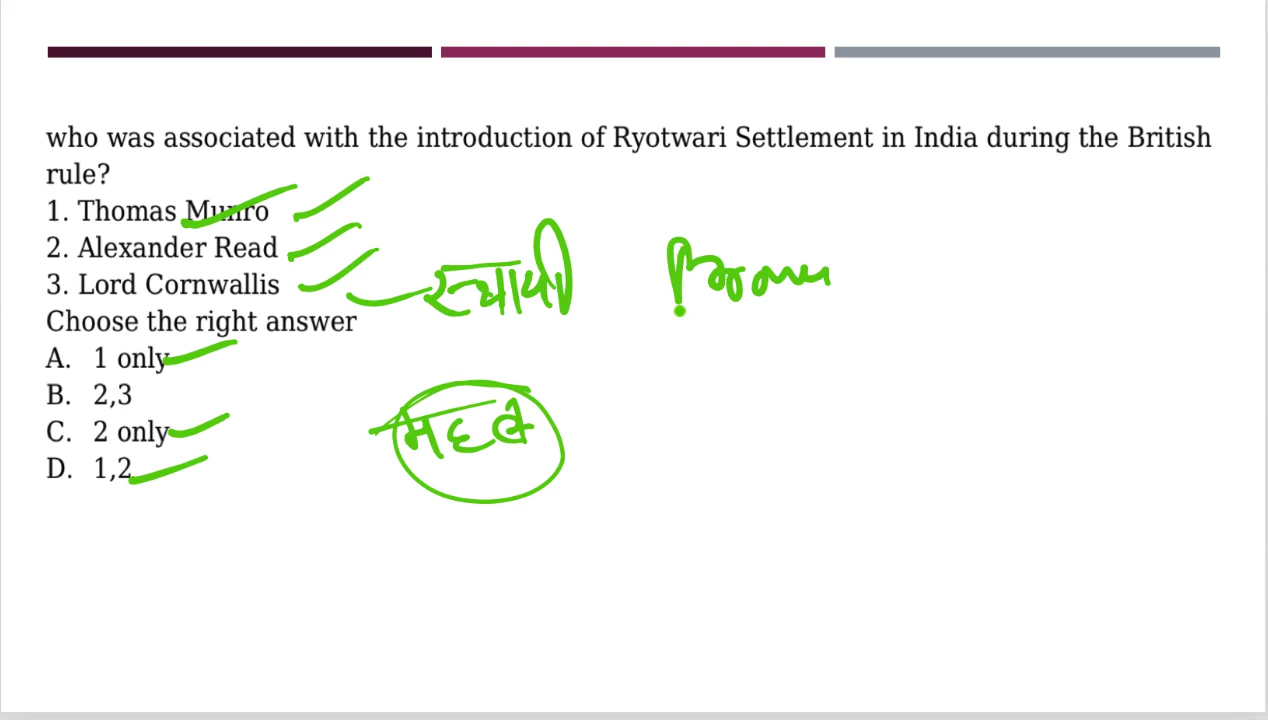 who was associated with the introduction of Ryotwari Settlement in India during the British
rule?
1. Thomas Munro
2. Alexander Read
3. Lord Cornwallis
स्थायी
Choose the right answer
A. 1 only
B. 2,3
C. 2 only
D. 1,2